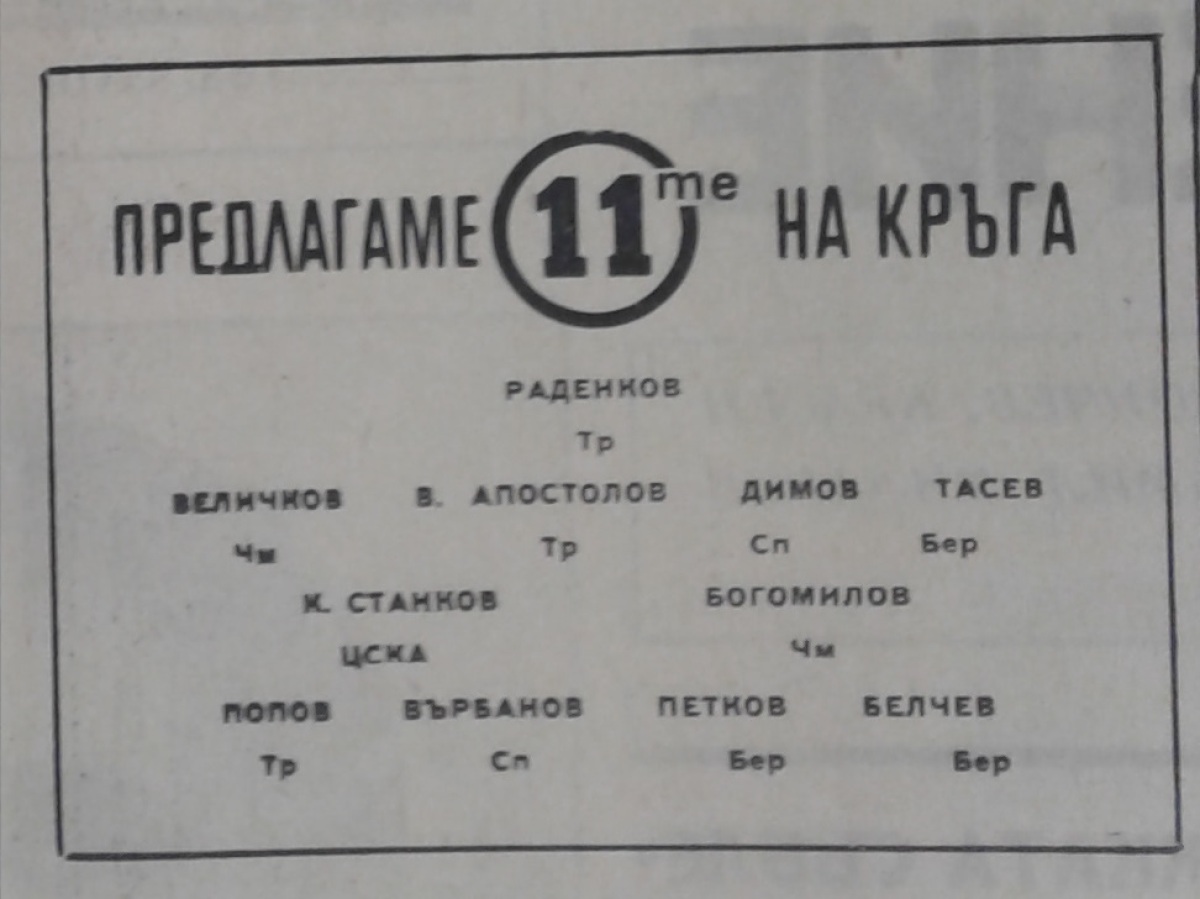 ПРЕДЛАГАМЕ 11те НА КРЪГА
РАДЕНКОВ
Тр
ВЕЛИЧКОВ В. АПОСТОЛОВ ДИМОВ ТАСЕВ
Чм Тр Сп Бер
К. СТАНКОВ БОГОМИЛОВ
ЦСКА Чм
ПОПОВ ВЪРБАНОВ ПЕТКОВ БЕЛЧЕВ
Тр Сп Бер Бер